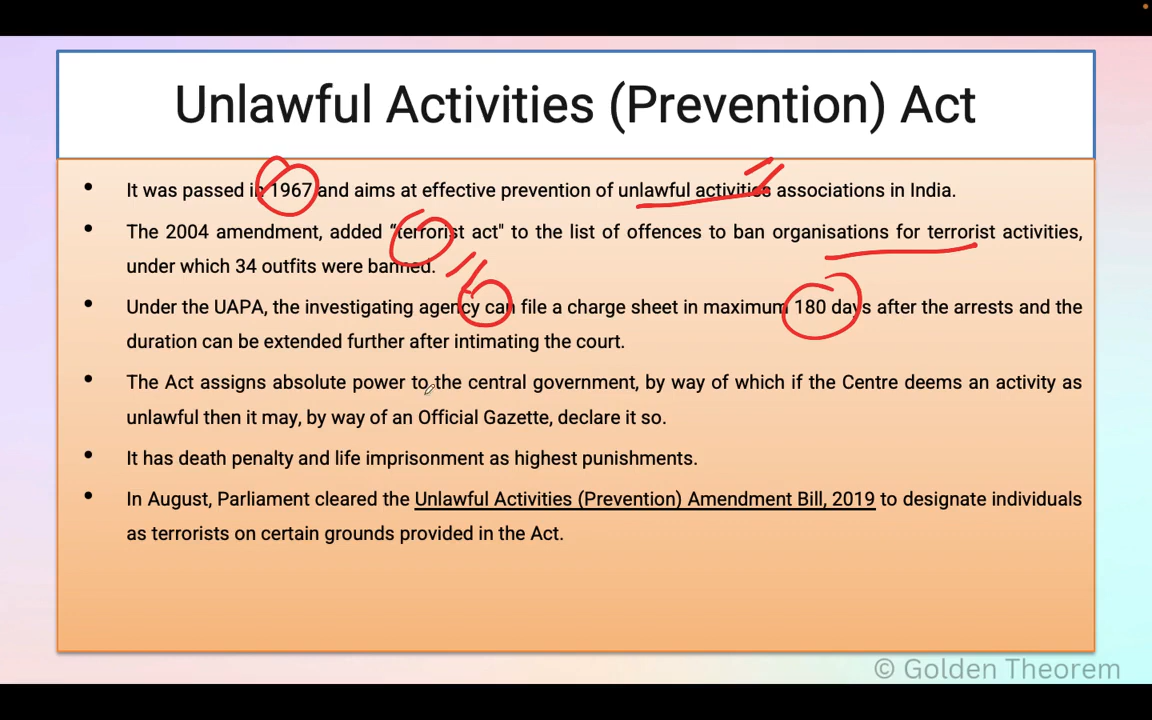 Unlawful Activities (Prevention) Act
• It was passed in 1967 and aims at effective prevention of unlawful activities associations in India.
• The 2004 amendment, added “terrorist act" to the list of offences to ban organisations for terrorist activities,
under which 34 outfits were banned.
• Under the UAPA, the investigating agency can file a charge sheet in maximum 180 days after the arrests and the
duration can be extended further after intimating the court.
• The Act assigns absolute power to the central government, by way of which if the Centre deems an activity as
unlawful then it may, by way of an Official Gazette, declare it so.
• It has death penalty and life imprisonment as highest punishments.
• In August, Parliament cleared the Unlawful Activities (Prevention) Amendment Bill, 2019 to designate individuals
as terrorists on certain grounds provided in the Act.
© Golden Theorem